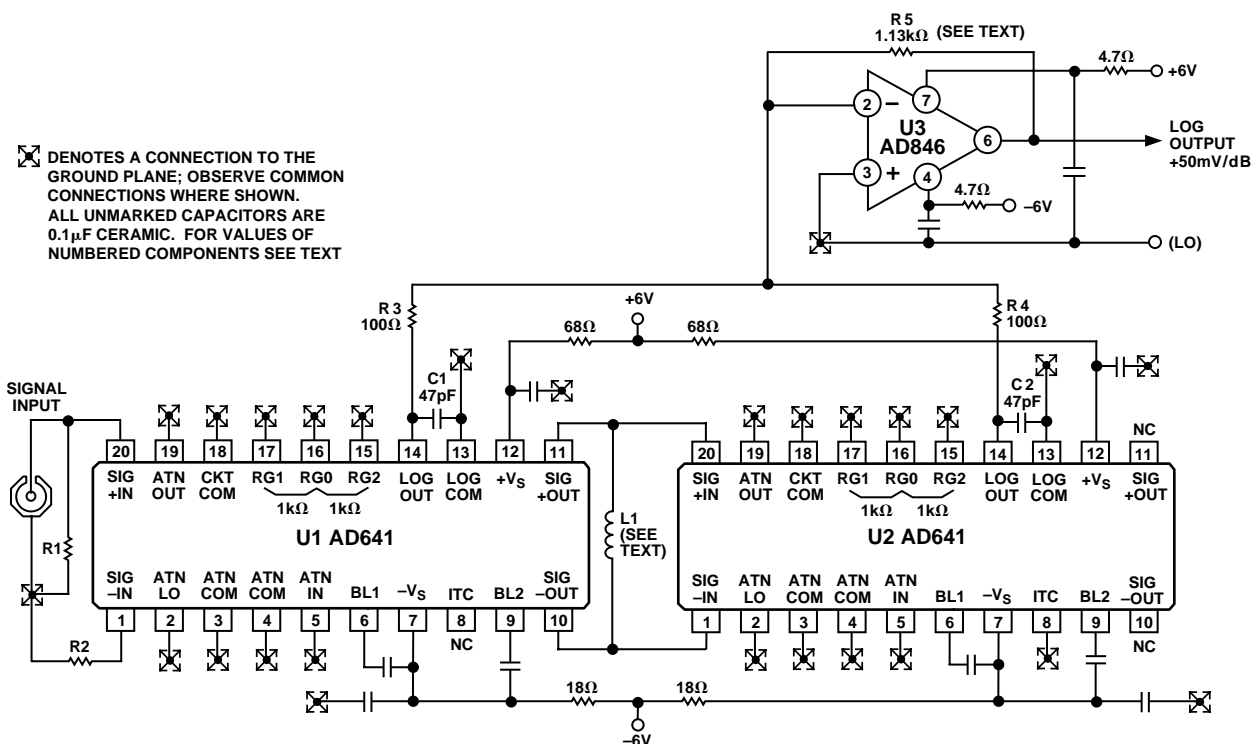 R5
1.13kΩ (SEE TEXT)
4.7Ω
+6V
2
–
7
U3
AD846
6
LOG
OUTPUT
+50mV/dB
3
+
4
4.7Ω
–6V
(LO)
DENOTES A CONNECTION TO THE
GROUND PLANE; OBSERVE COMMON
CONNECTIONS WHERE SHOWN.
ALL UNMARKED CAPACITORS ARE
0.1μF CERAMIC. FOR VALUES OF
NUMBERED COMPONENTS SEE TEXT
R3
100Ω
+6V
68Ω
68Ω
R4
100Ω
SIGNAL
INPUT
C1
47pF
C2
47pF
NC
20 19 18 17 16 15 14 13 12 11
SIG
+IN
ATN
OUT
CKT
COM
RG1 RG0 RG2
LOG
OUT
LOG
COM
+VS
SIG
+OUT
1kΩ 1kΩ
U1 AD641
R1
SIG
–IN
ATN
LO
ATN
COM
ATN
COM
ATN
IN
BL1
–VS
ITC
BL2
SIG
–OUT
1 2 3 4 5 6 7 8 9 10
NC
R2
L1
(SEE
TEXT)
20 19 18 17 16 15 14 13 12 11
SIG
+IN
ATN
OUT
CKT
COM
RG1 RG0 RG2
LOG
OUT
LOG
COM
+VS
SIG
+OUT
1kΩ 1kΩ
U2 AD641
SIG
–IN
ATN
LO
ATN
COM
ATN
COM
ATN
IN
BL1
–VS
ITC
BL2
SIG
–OUT
1 2 3 4 5 6 7 8 9 10
NC
18Ω
18Ω
–6V